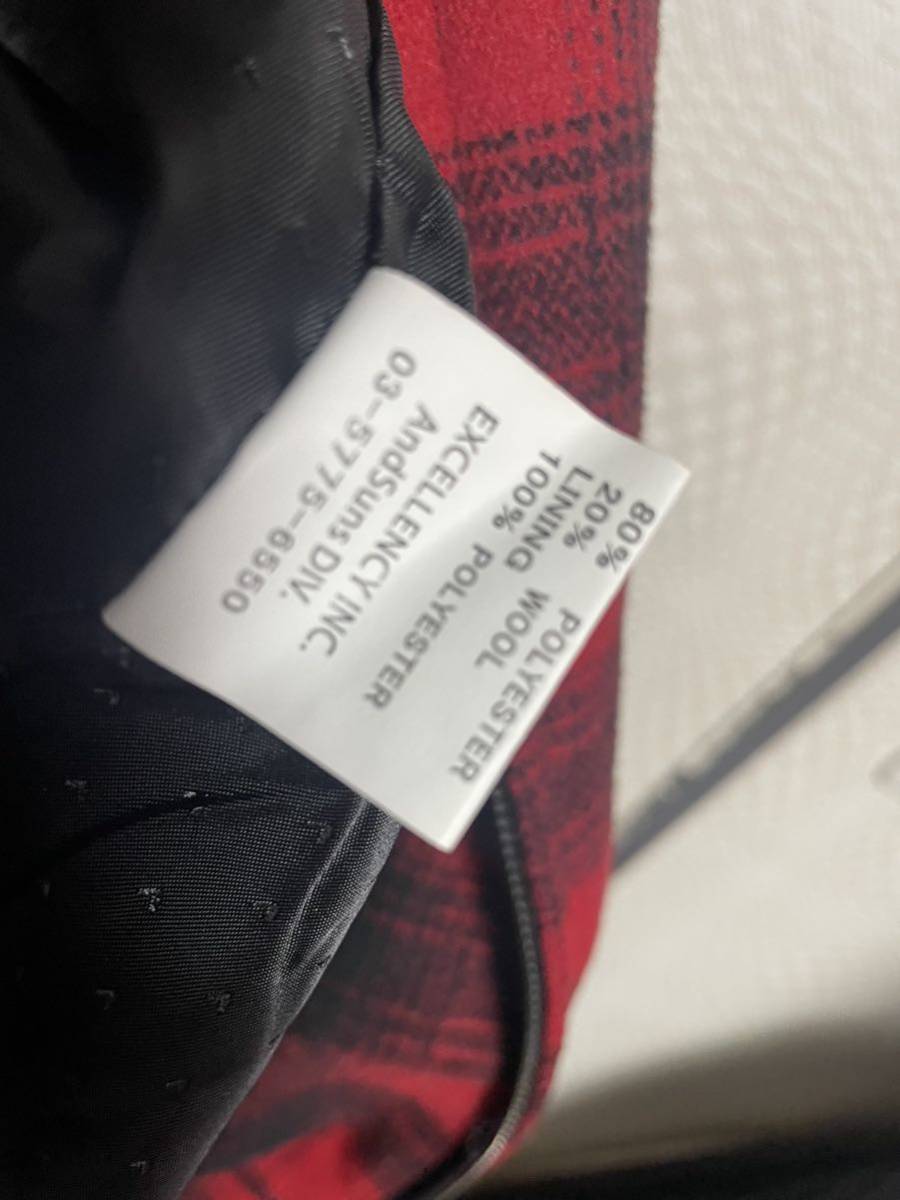 80% POLYESTER
20% WOOL
LINING
100% POLYESTER
EXCELLENCY INC.
AndSuns DIV.
03-5775-6550